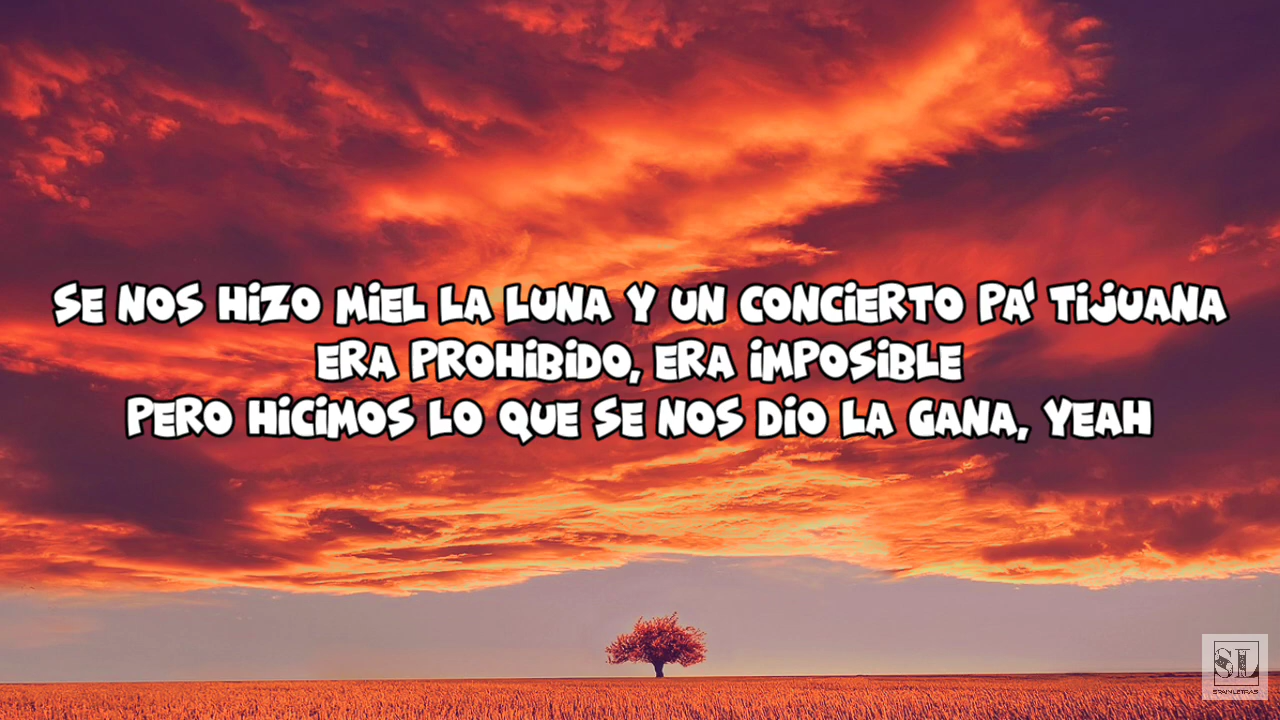 SE NOS HIZO MIEL LA LUNA Y UN CONCIERTO PA' TIJUANA
ERA PROHIBIDO, ERA IMPOSIBLE
PERO HICIMOS LO QUE SE NOS DIO LA GANA, YEAH
SL
SPAINLETRAS